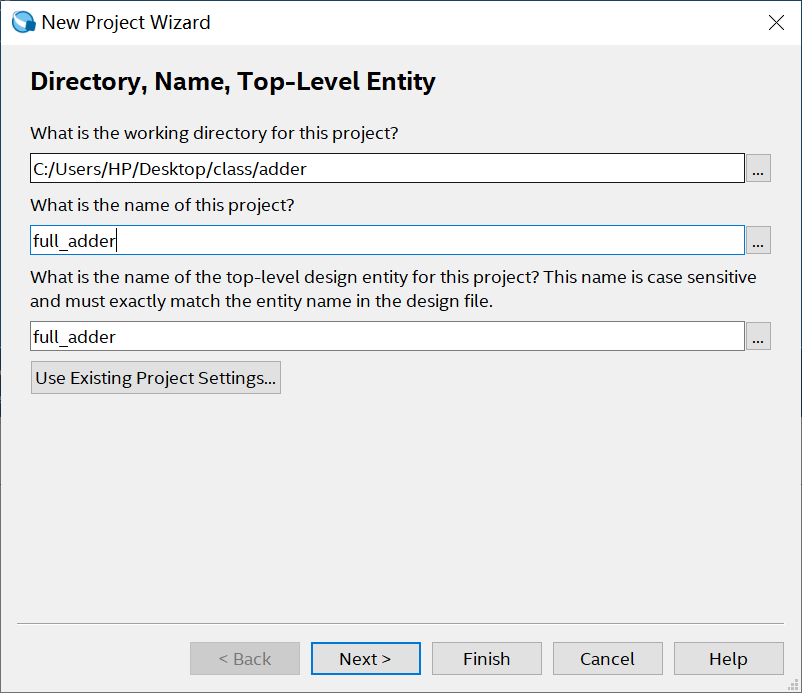 New Project Wizard
Directory, Name, Top-Level Entity
What is the working directory for this project?
C:/Users/HP/Desktop/class/adder
...
What is the name of this project?
full_adder
...
What is the name of the top-level design entity for this project? This name is case sensitive
and must exactly match the entity name in the design file.
full_adder
...
Use Existing Project Settings...
< Back
Next >
Finish
Cancel
Help